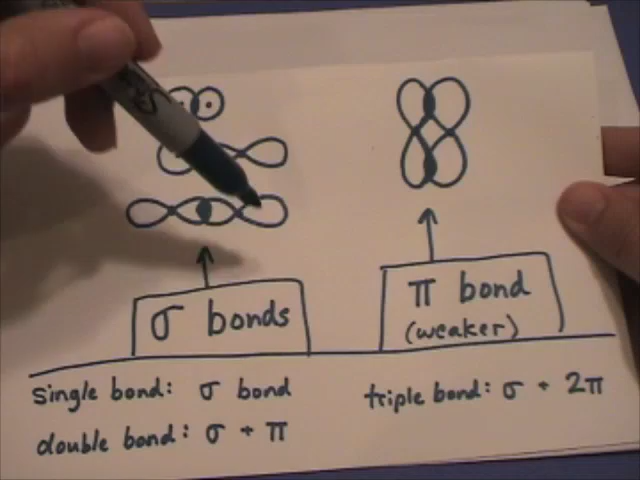 σ bonds
π bond
(weaker)
single bond: σ bond
double bond: σ + π
triple bond: σ + 2π